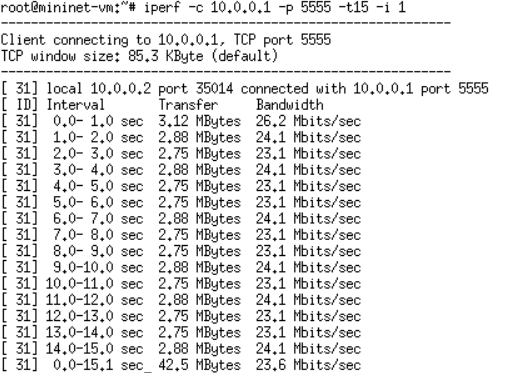 root@mininet-vm:~# iperf -c 10.0.0.1 -p 5555 -t15 -i 1
------------------------------------------------------------
Client connecting to 10.0.0.1, TCP port 5555
TCP window size: 85.3 KByte (default)
------------------------------------------------------------
[ 31] local 10.0.0.2 port 35014 connected with 10.0.0.1 port 5555
[ ID] Interval Transfer Bandwidth
[ 31] 0.0- 1.0 sec 3.12 MBytes 26.2 Mbits/sec
[ 31] 1.0- 2.0 sec 2.88 MBytes 24.1 Mbits/sec
[ 31] 2.0- 3.0 sec 2.75 MBytes 23.1 Mbits/sec
[ 31] 3.0- 4.0 sec 2.88 MBytes 24.1 Mbits/sec
[ 31] 4.0- 5.0 sec 2.75 MBytes 23.1 Mbits/sec
[ 31] 5.0- 6.0 sec 2.75 MBytes 23.1 Mbits/sec
[ 31] 6.0- 7.0 sec 2.88 MBytes 24.1 Mbits/sec
[ 31] 7.0- 8.0 sec 2.75 MBytes 23.1 Mbits/sec
[ 31] 8.0- 9.0 sec 2.75 MBytes 23.1 Mbits/sec
[ 31] 9.0-10.0 sec 2.88 MBytes 24.1 Mbits/sec
[ 31] 10.0-11.0 sec 2.75 MBytes 23.1 Mbits/sec
[ 31] 11.0-12.0 sec 2.88 MBytes 24.1 Mbits/sec
[ 31] 12.0-13.0 sec 2.75 MBytes 23.1 Mbits/sec
[ 31] 13.0-14.0 sec 2.75 MBytes 23.1 Mbits/sec
[ 31] 14.0-15.0 sec 2.88 MBytes 24.1 Mbits/sec
[ 31] 0.0-15.1 sec 42.5 MBytes 23.6 Mbits/sec